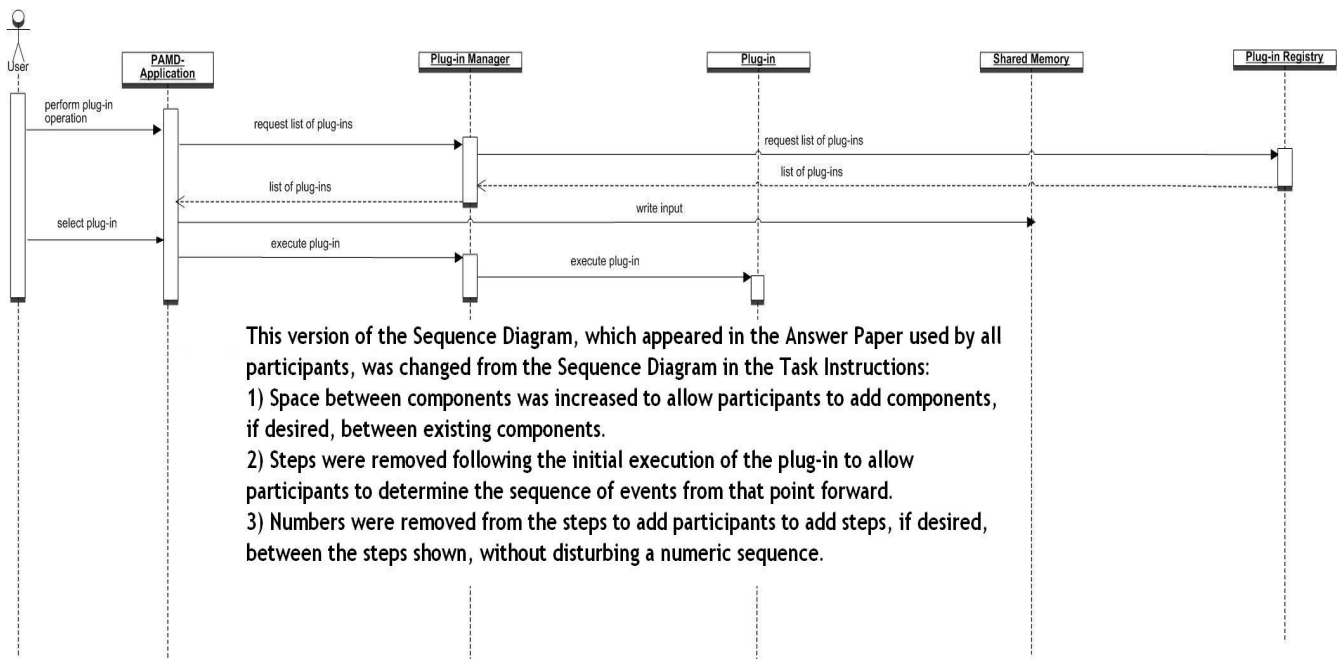 User
PAMD-
Application
Plug-in Manager
Plug-in
Shared Memory
Plug-in Registry
perform plug-in
operation
request list of plug-ins
request list of plug-ins
list of plug-ins
list of plug-ins
write input
select plug-in
execute plug-in
execute plug-in
This version of the Sequence Diagram, which appeared in the Answer Paper used by all
participants, was changed from the Sequence Diagram in the Task Instructions:
1) Space between components was increased to allow participants to add components,
if desired, between existing components.
2) Steps were removed following the initial execution of the plug-in to allow
participants to determine the sequence of events from that point forward.
3) Numbers were removed from the steps to add participants to add steps, if desired,
between the steps shown, without disturbing a numeric sequence.